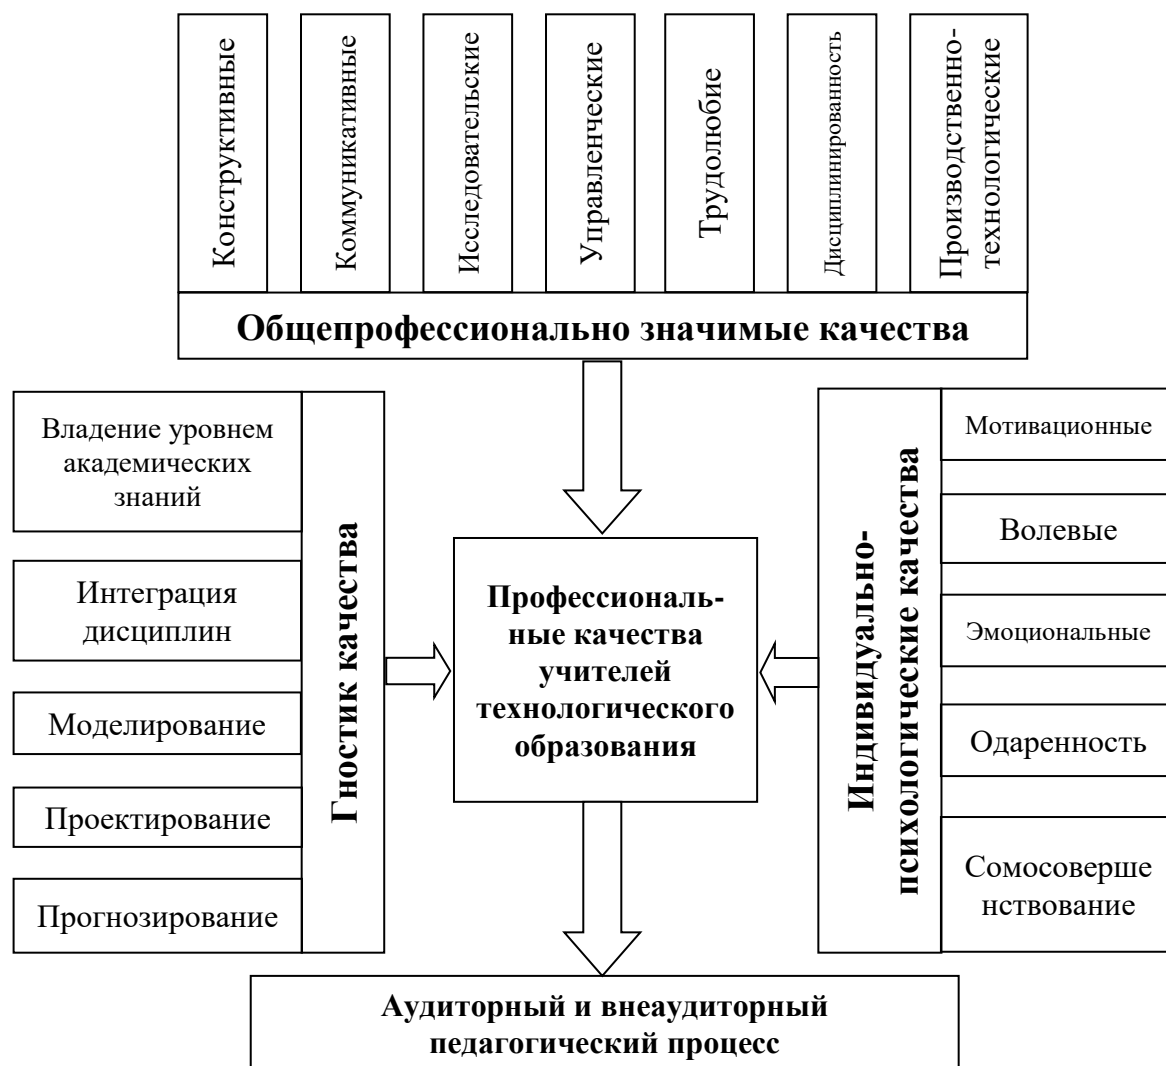 Конструктивные
Коммуникативные
Исследовательские
Управленческие
Трудолюбие
Дисциплинированность
Производственно-
технологические
Общепрофессионально значимые качества
Владение уровнем
академических
знаний
Интеграция
дисциплин
Моделирование
Проектирование
Прогнозирование
Гностик качества
Професcиональ-
ные качества
учителей
технологического
образования
Индивидуально-
психологические качества
Мотивационные
Волевые
Эмоциональные
Одаренность
Сомосоверше
нствование
Аудиторный и внеаудиторный
педагогический процесс